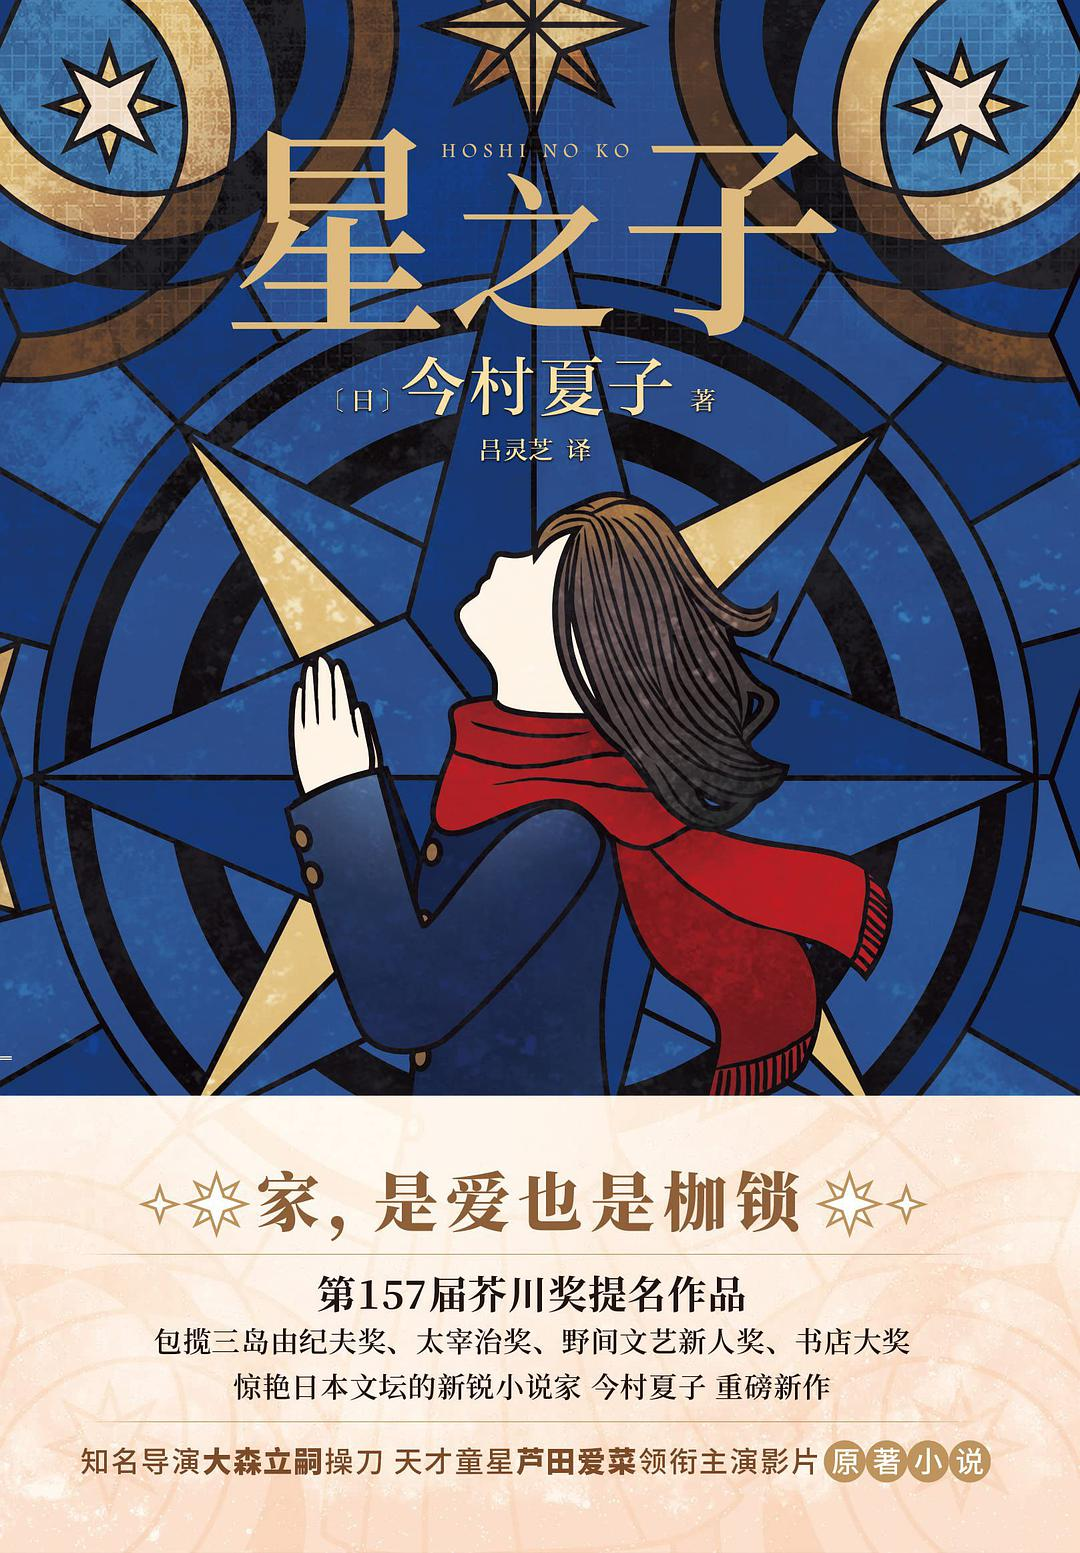 HOSHI NO KO
星之子
〔日〕今村夏子 著
吕灵芝 译
家，是爱也是枷锁
第157届芥川奖提名作品
包揽三岛由纪夫奖、太宰治奖、野间文艺新人奖、书店大奖
惊艳日本文坛的新锐小说家 今村夏子 重磅新作
知名导演大森立嗣操刀 天才童星芦田爱菜领衔主演影片原著小说